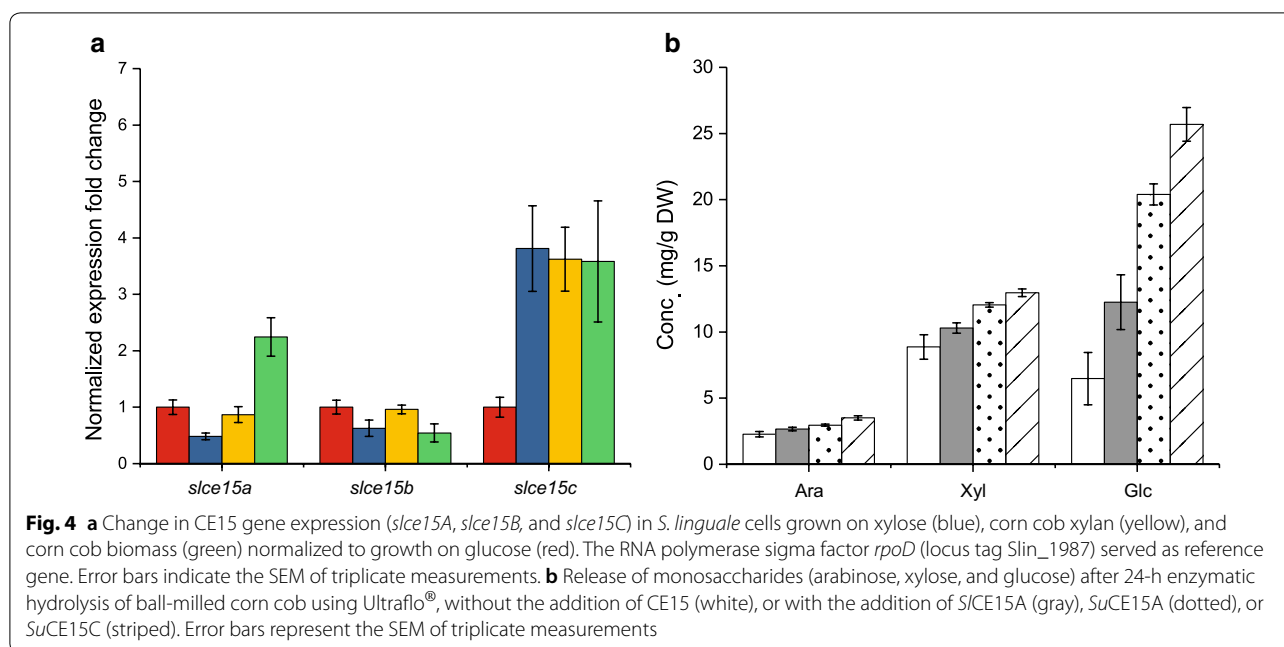 a
b
7
6
5
4
3
2
1
0
Normalized expression fold change
slce15a slce15b slce15c
30
25
20
15
10
5
0
Conc. (mg/g DW)
Ara Xyl Glc
Fig. 4 a Change in CE15 gene expression (slce15A, slce15B, and slce15C) in S. linguale cells grown on xylose (blue), corn cob xylan (yellow), and
corn cob biomass (green) normalized to growth on glucose (red). The RNA polymerase sigma factor rpoD (locus tag Slin_1987) served as reference
gene. Error bars indicate the SEM of triplicate measurements. b Release of monosaccharides (arabinose, xylose, and glucose) after 24-h enzymatic
hydrolysis of ball-milled corn cob using Ultraflo®, without the addition of CE15 (white), or with the addition of SlCE15A (gray), SuCE15A (dotted), or
SuCE15C (striped). Error bars represent the SEM of triplicate measurements